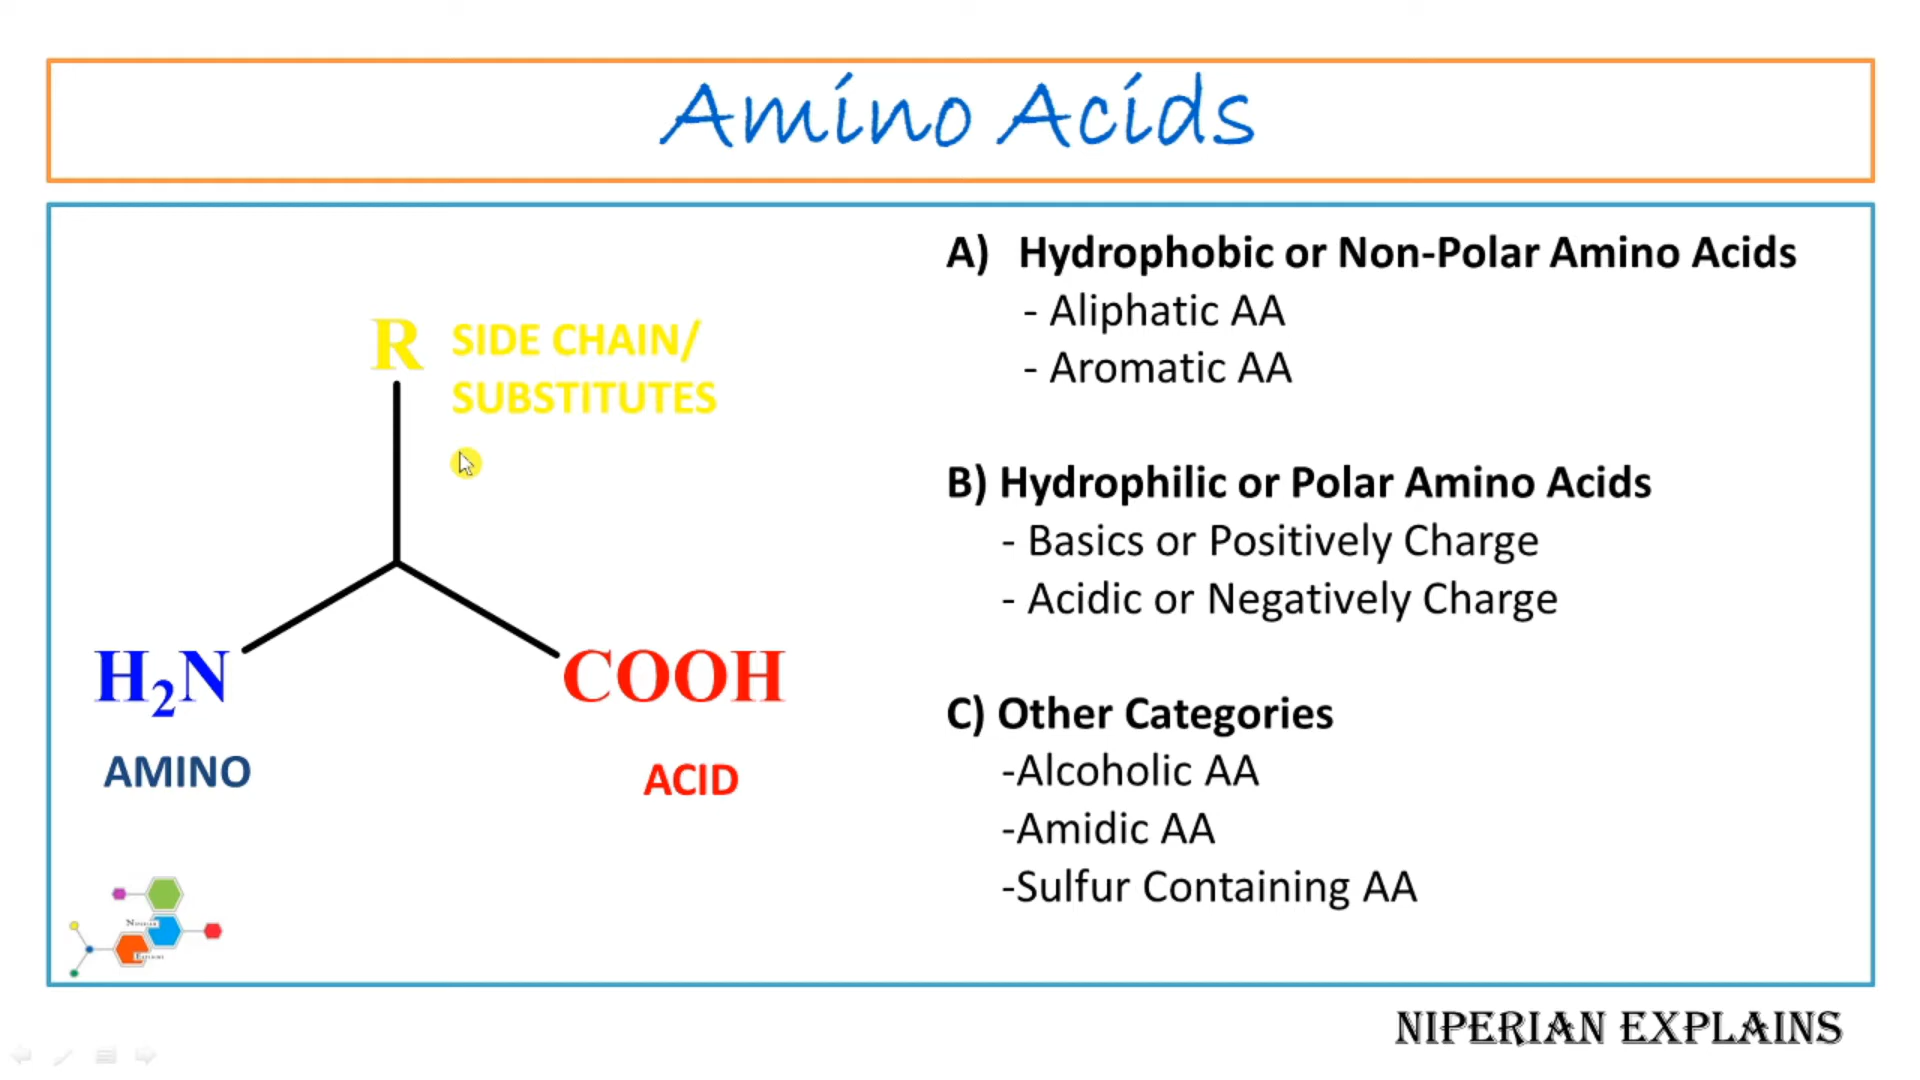 Amino Acids
R SIDE CHAIN/
SUBSTITUTES
H₂N
COOH
AMINO
ACID
A) Hydrophobic or Non-Polar Amino Acids
- Aliphatic AA
- Aromatic AA
B) Hydrophilic or Polar Amino Acids
- Basics or Positively Charge
- Acidic or Negatively Charge
C) Other Categories
-Alcoholic AA
-Amidic AA
-Sulfur Containing AA
NIPERIAN EXPLAINS